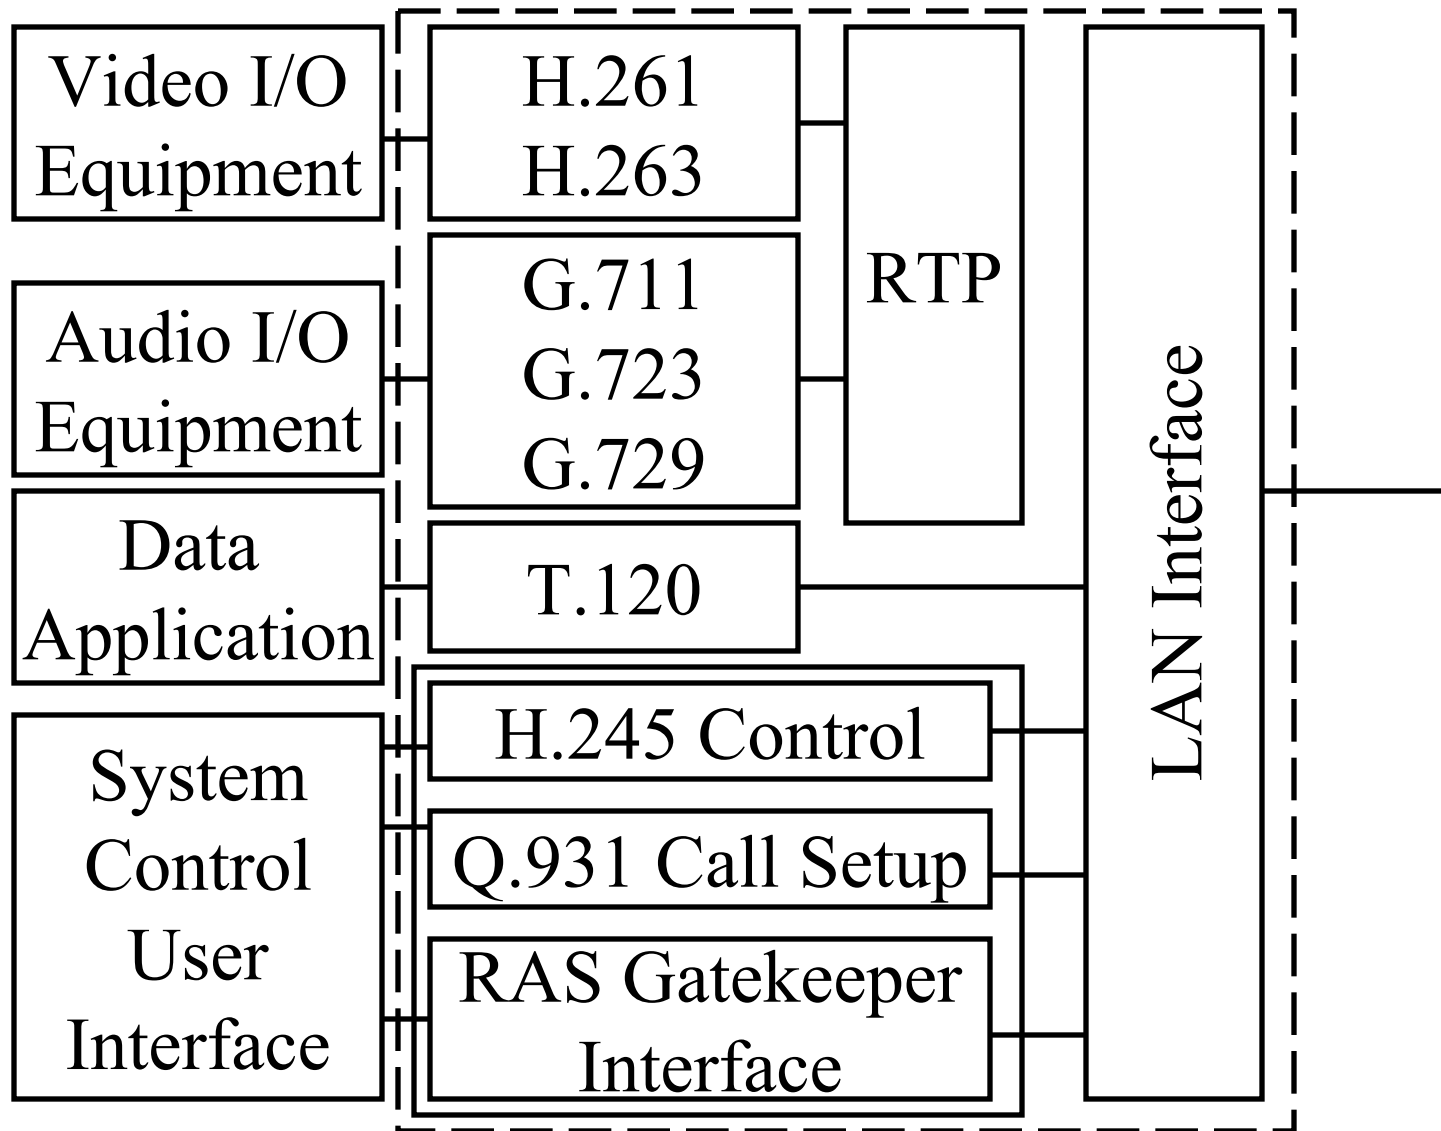 Video I/O
Equipment
H.261
H.263
Audio I/O
Equipment
G.711
G.723
G.729
RTP
Data
Application
T.120
System
Control
User
Interface
H.245 Control
Q.931 Call Setup
RAS Gatekeeper
Interface
LAN Interface